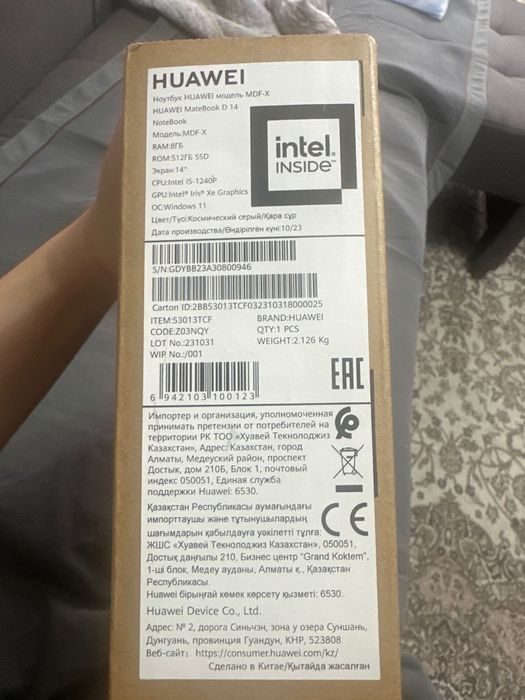 HUAWEI
Ноутбук HUAWEI модель MDF-X
HUAWEI MateBook D 14
NoteBook
Модель:MDF-X
RAM:8ГБ
ROM:512ГБ SSD
Экран:14"
CPU:Intel i5-1240P
GPU:Intel® Iris® Xe Graphics
ОС:Windows 11
Цвет/Түсі:Космический серый/Қара сұр
Дата производства/Өндірілген күні:10/23
intel.
INSIDE™
S/N:GDYBB23A30800946
Carton ID:2BB53013TCF032310318000025
ITEM:53013TCF BRAND:HUAWEI
CODE:Z03NQY QTY:1 PCS
LOT No:231031 WEIGHT:2.126 Kg
WIP No.:/001
6 942103 100123
EAC
Импортер и организация, уполномоченная
принимать претензии от потребителей на
территории РК ТОО «Хуавей Текнолоджиз
Казахстан», Адрес: Казахстан, город
Алматы, Медеуский район, проспект
Достык, дом 210Б, Блок 1, почтовый
индекс 050051, Единая служба
поддержки Huawei: 6530.
Қазақстан Республикасы аумағындағы
импорттаушы және тұтынушылардың
шағымдарын қабылдауға уәкілетті тұлға:
ЖШС «Хуавей Текнолоджиз Казахстан», 050051,
Достық даңғылы 210, Бизнес центр "Grand Koktem",
1-ші блок, Медеу ауданы, Алматы қ., Қазақстан
Республикасы.
Huawei бірыңғай көмек көрсету қызметі: 6530.
CE
Huawei Device Co., Ltd.
Адрес: № 2, дорога Синьчэн, зона у озера Суншань,
Дунгуань, провинция Гуандун, КНР, 523808
Веб-сайт: https://consumer.huawei.com/kz/
Сделано в Китае/Қытайда жасалған